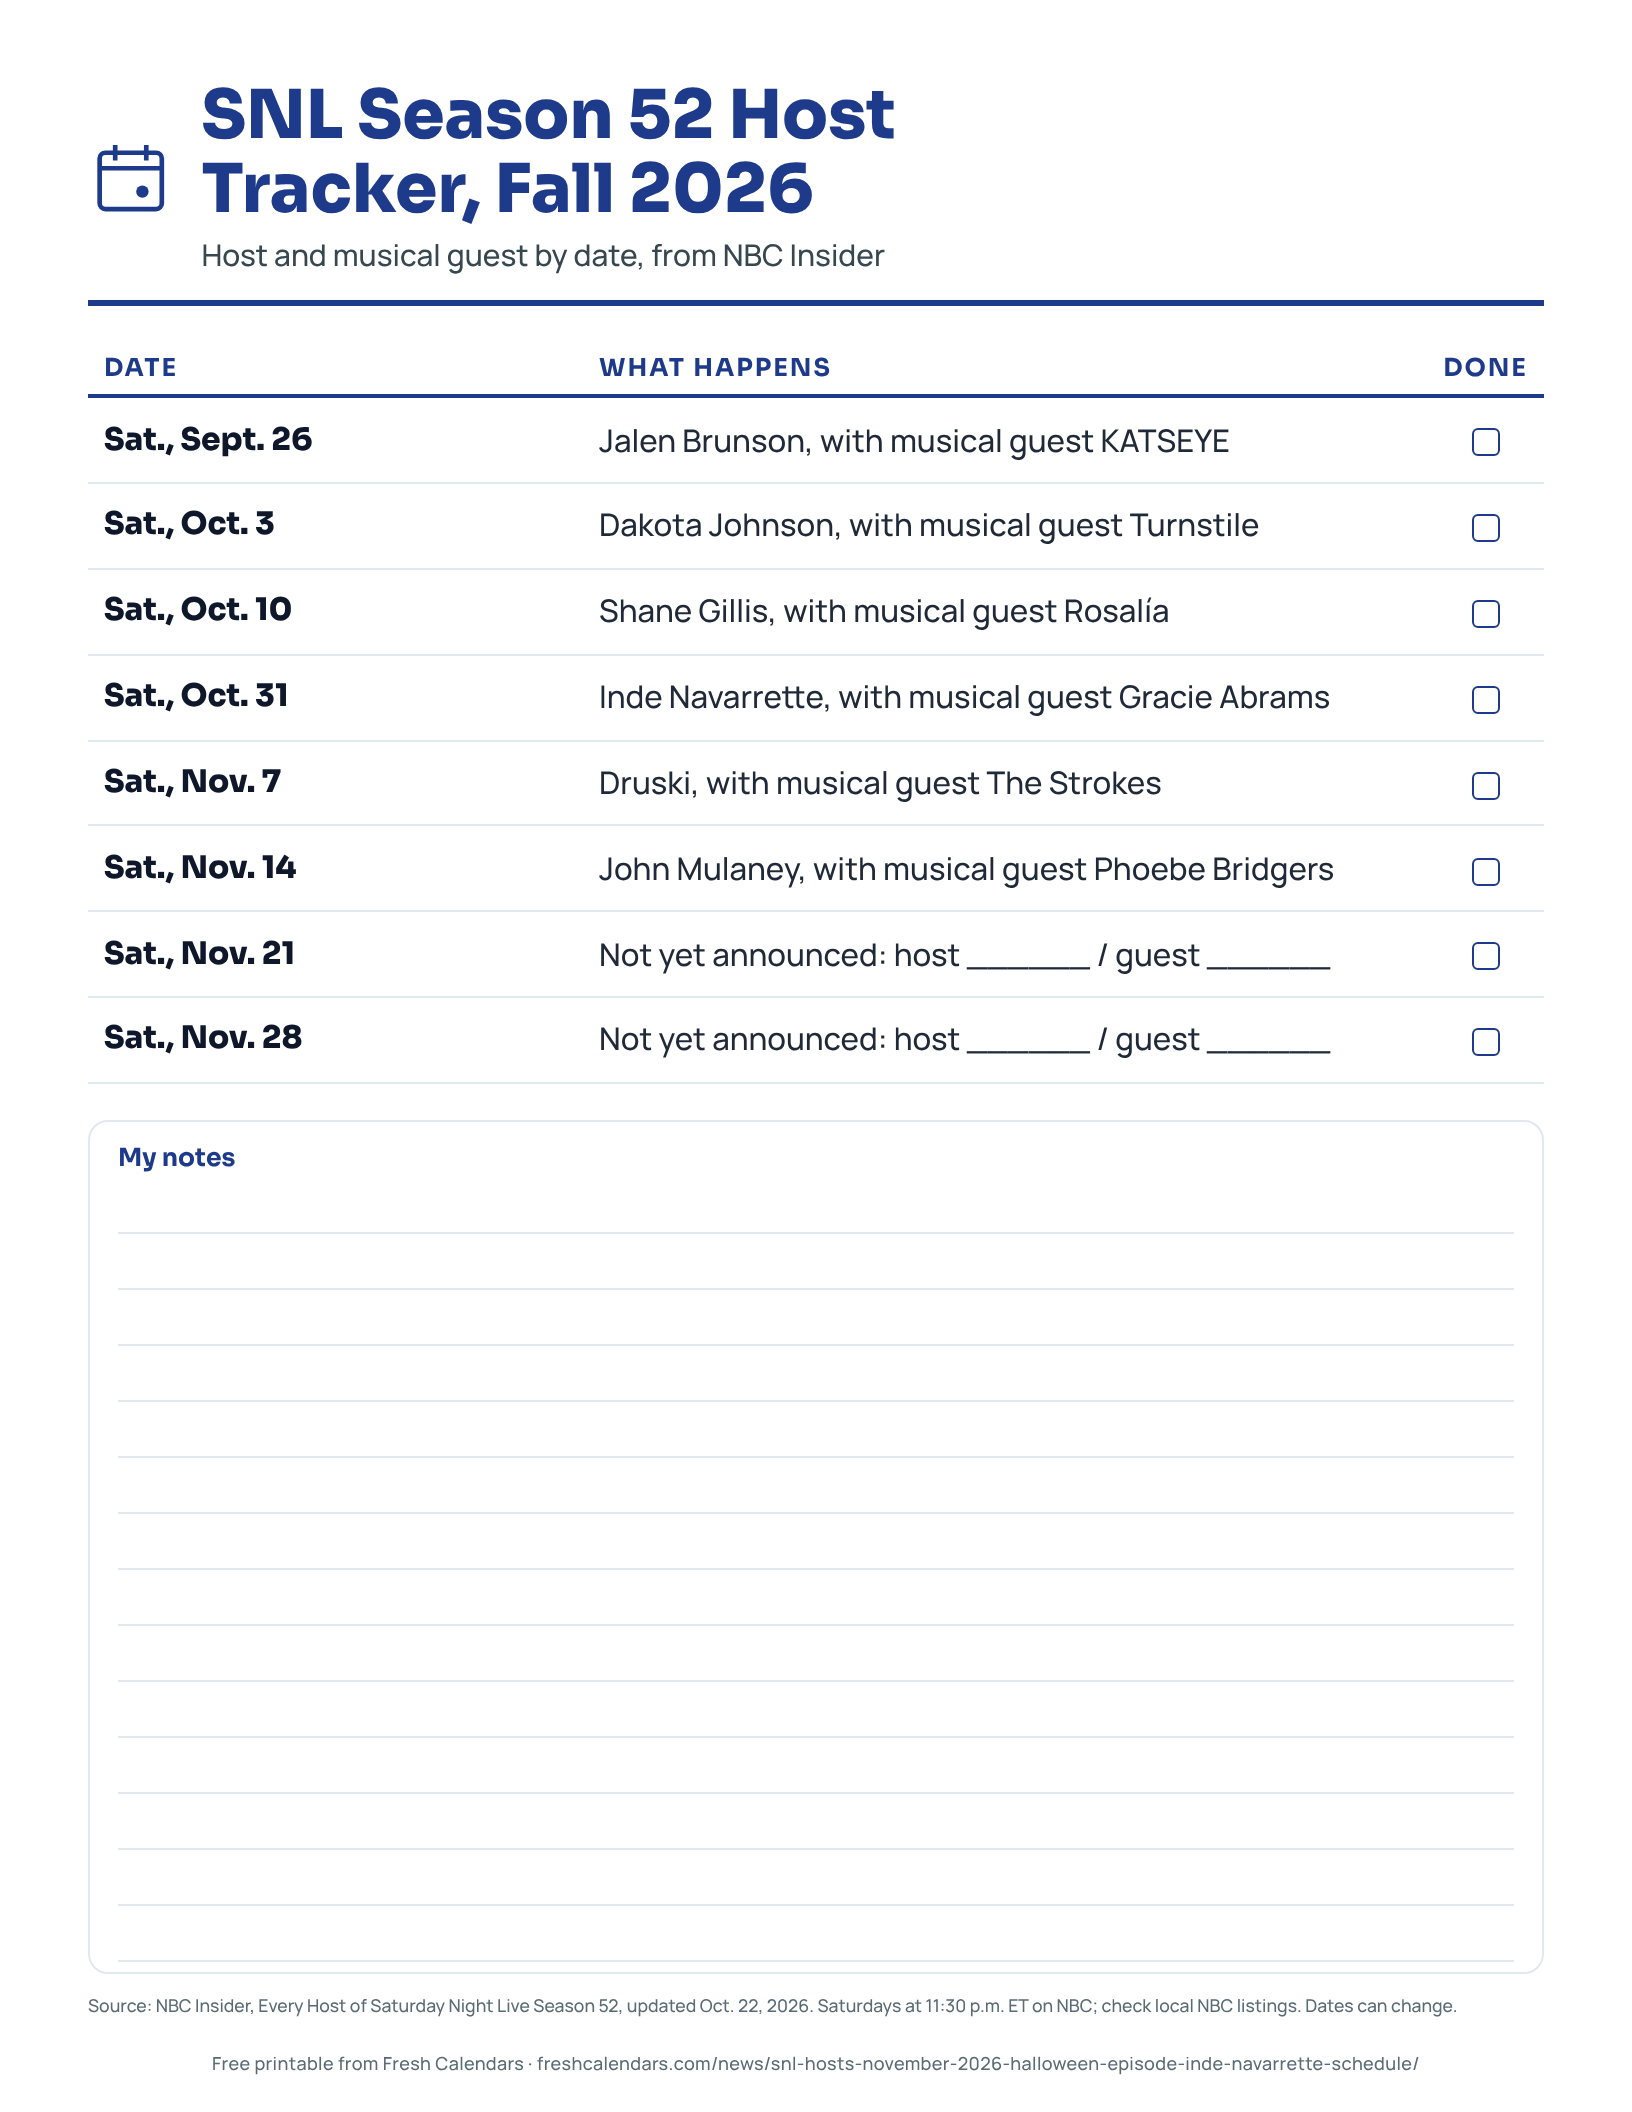 SNL Season 52 Host
Tracker, Fall 2026
Host and musical guest by date, from NBC Insider
DATE WHAT HAPPENS DONE
Sat., Sept. 26 Jalen Brunson, with musical guest KATSEYE
Sat., Oct. 3 Dakota Johnson, with musical guest Turnstile
Sat., Oct. 10 Shane Gillis, with musical guest Rosalía
Sat., Oct. 31 Inde Navarrette, with musical guest Gracie Abrams
Sat., Nov. 7 Druski, with musical guest The Strokes
Sat., Nov. 14 John Mulaney, with musical guest Phoebe Bridgers
Sat., Nov. 21 Not yet announced: host ______ / guest ______
Sat., Nov. 28 Not yet announced: host ______ / guest ______
My notes
Source: NBC Insider, Every Host of Saturday Night Live Season 52, updated Oct. 22, 2026. Saturdays at 11:30 p.m. ET on NBC; check local NBC listings. Dates can change.
Free printable from Fresh Calendars · freshcalendars.com/news/snl-hosts-november-2026-halloween-episode-inde-navarrette-schedule/